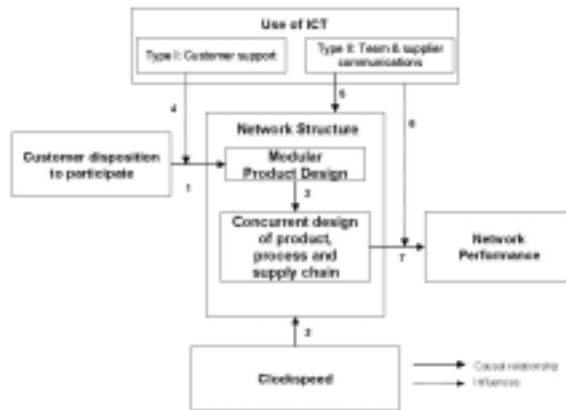 Use of ICT
Type I: Customer support
Type II: Team & supplier
communications
4
5
6
Network Structure
Customer disposition
to participate
1
Modular
Product Design
2
Concurrent design
of product,
process and
supply chain
7
Network
Performance
3
Clockspeed
Causal relationship
Influences